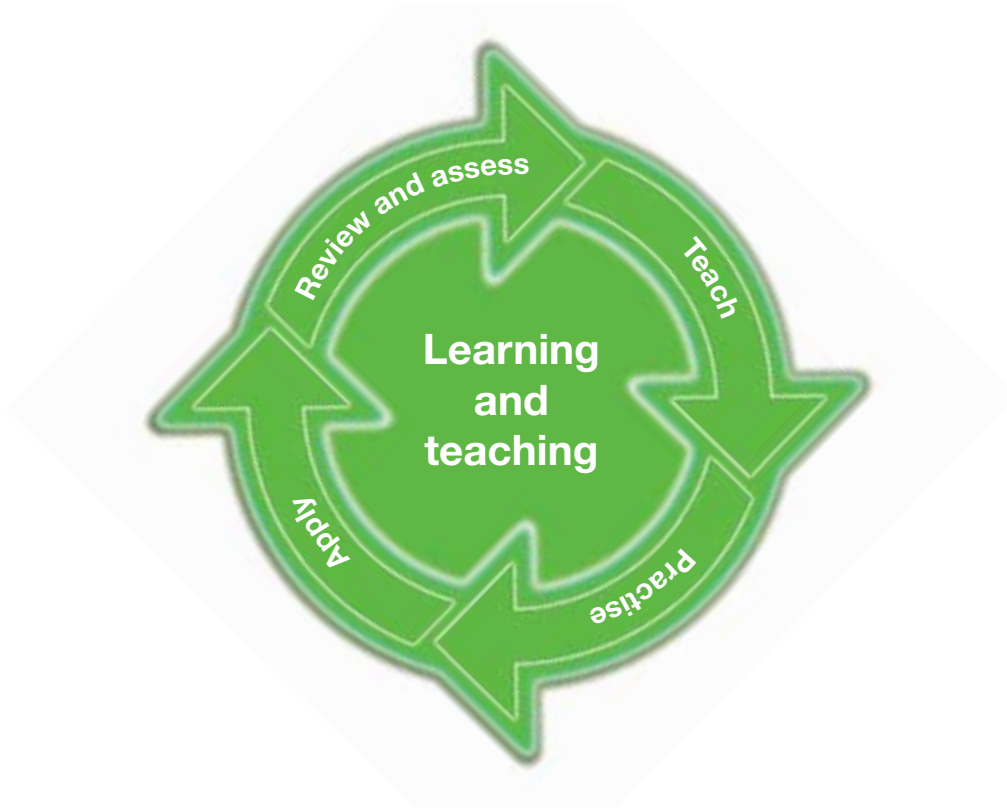 Review and assess
Teach
Learning
and
teaching
Practise
Apply